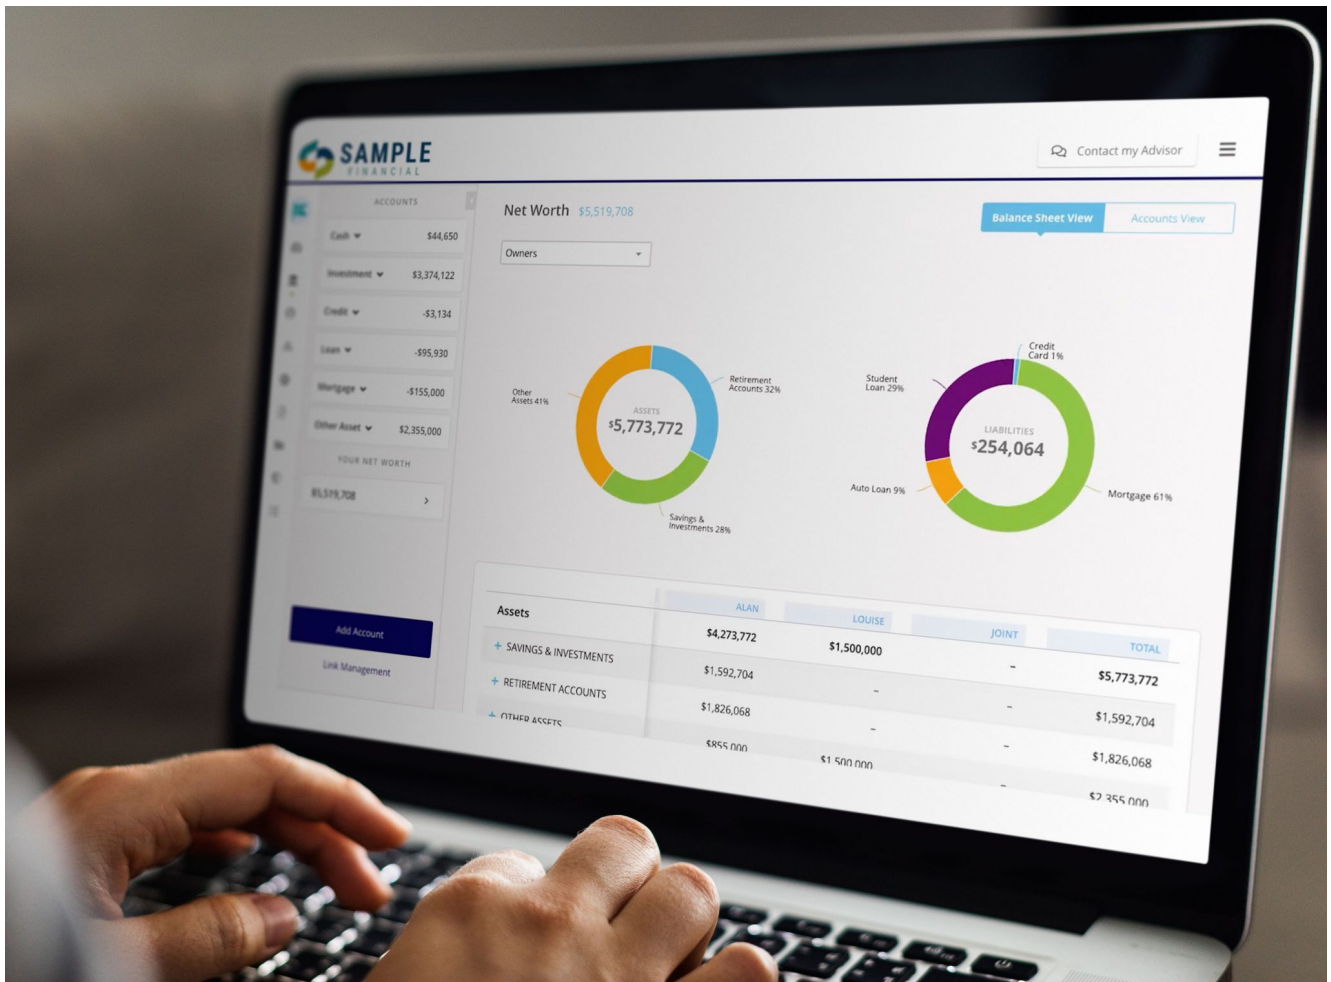 SAMPLE
FINANCIAL
Contact my Advisor
ACCOUNTS
Cash $44,650
Investment $3,374,122
Credit -$3,134
Loan -$95,930
Mortgage -$155,000
Other Asset $2,355,000
YOUR NET WORTH
$5,519,708
Add Account
Link Management
Net Worth $5,519,708
Balance Sheet View Accounts View
Owners
Other
Assets 41%
ASSETS
$5,773,772
Retirement
Accounts 32%
Savings &
Investments 28%
Credit
Card 1%
Student
Loan 29%
LIABILITIES
$254,064
Auto Loan 9%
Mortgage 61%
Assets ALAN LOUISE JOINT TOTAL
$4,273,772 $1,500,000 – $5,773,772
+ SAVINGS & INVESTMENTS $1,592,704 – – $1,592,704
+ RETIREMENT ACCOUNTS $1,826,068 – – $1,826,068
+ OTHER ASSETS $855,000 $1,500,000 – $2,355,000